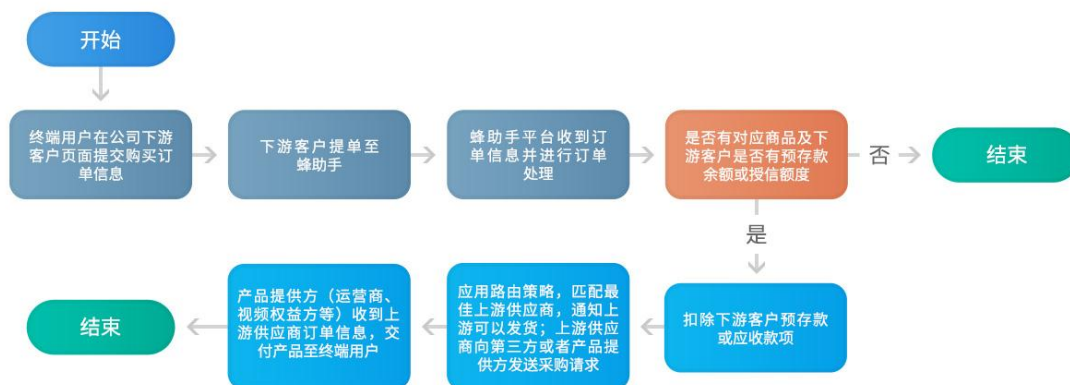 开始
终端用户在公司下游
客户页面提交购买订
单信息
下游客户提单至
蜂助手
蜂助手平台收到订
单信息并进行订单
处理
是否有对应商品及下
游客户是否有预存款
余额或授信额度
否
结束
是
扣除下游客户预存款
或应收款项
应用路由策略，匹配最
佳上游供应商，通知上
游可以发货；上游供应
商向第三方或者产品提
供方发送采购请求
产品提供方（运营商、
视频权益方等）收到上
游供应商订单信息，交
付产品至终端用户
结束